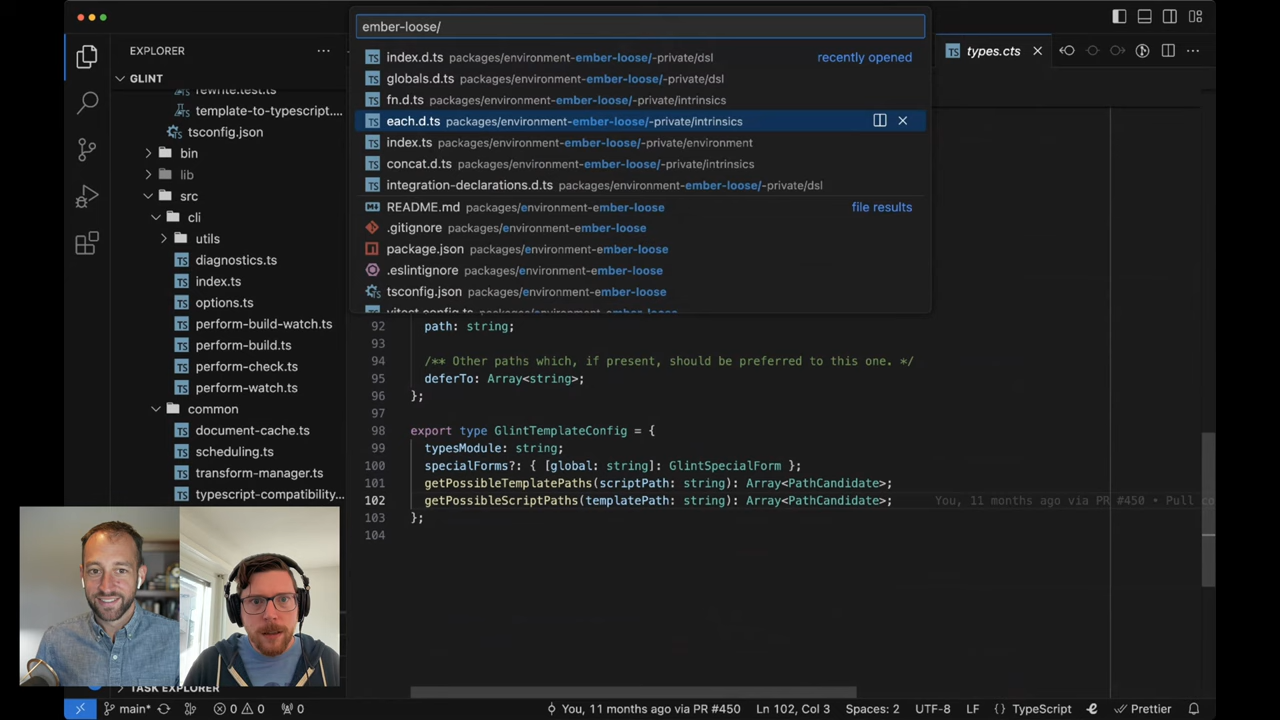 ember-loose/
EXPLORER
types.cts
index.d.ts packages/environment-ember-loose/-private/dsl recently opened
GLINT
globals.d.ts packages/environment-ember-loose/-private/dsl
rewrite.test.ts
fn.d.ts packages/environment-ember-loose/-private/intrinsics
template-to-typescript....
each.d.ts packages/environment-ember-loose/-private/intrinsics
tsconfig.json
index.ts packages/environment-ember-loose/-private/environment
bin
concat.d.ts packages/environment-ember-loose/-private/intrinsics
lib
integration-declarations.d.ts packages/environment-ember-loose/-private/dsl
src
README.md packages/environment-ember-loose file results
cli
.gitignore packages/environment-ember-loose
utils
package.json packages/environment-ember-loose
diagnostics.ts
.eslintignore packages/environment-ember-loose
index.ts
tsconfig.json packages/environment-ember-loose
options.ts
vitest.config.ts packages/environment-ember-loose
perform-build-watch.ts
92 path: string;
perform-build.ts
93
94 /** Other paths which, if present, should be preferred to this one. */
perform-check.ts
95 deferTo: Array<string>;
perform-watch.ts
96 };
common
97
document-cache.ts
98 export type GlintTemplateConfig = {
scheduling.ts
99 typesModule: string;
transform-manager.ts
100 specialForms?: { [global: string]: GlintSpecialForm };
typescript-compatibility...
101 getPossibleTemplatePaths(scriptPath: string): Array<PathCandidate>;
102 getPossibleScriptPaths(templatePath: string): Array<PathCandidate>; You, 11 months ago via PR #450 • Pull co
103 };
104
TASK EXPLORER
main* 0 0 0 You, 11 months ago via PR #450 Ln 102, Col 3 Spaces: 2 UTF-8 LF {} TypeScript Prettier